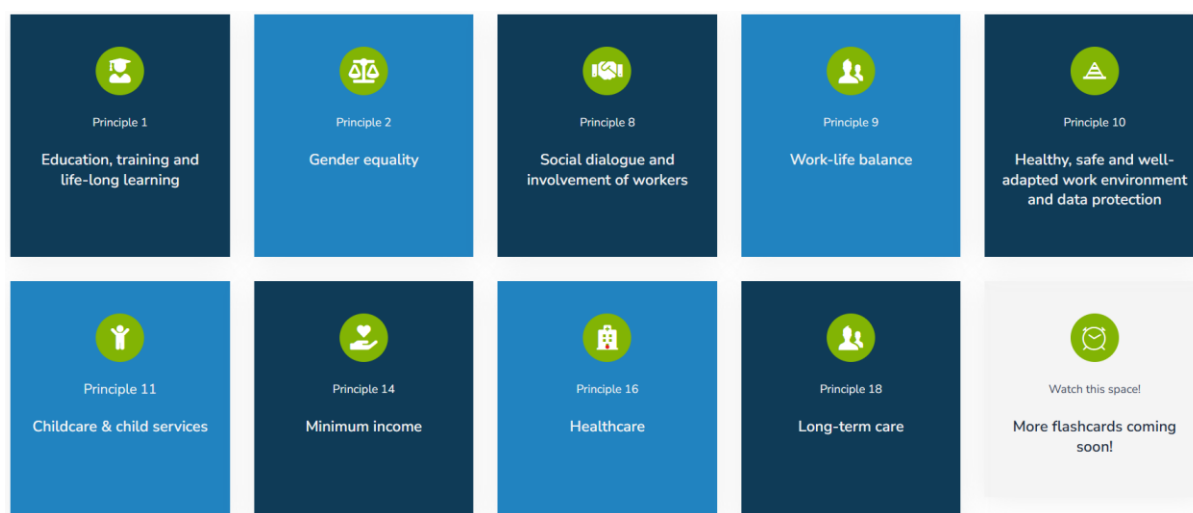 Principle 1
Education, training and
life-long learning
Principle 2
Gender equality
Principle 8
Social dialogue and
involvement of workers
Principle 9
Work-life balance
Principle 10
Healthy, safe and well-
adapted work environment
and data protection
Principle 11
Childcare & child services
Principle 14
Minimum income
Principle 16
Healthcare
Principle 18
Long-term care
Watch this space!
More flashcards coming
soon!